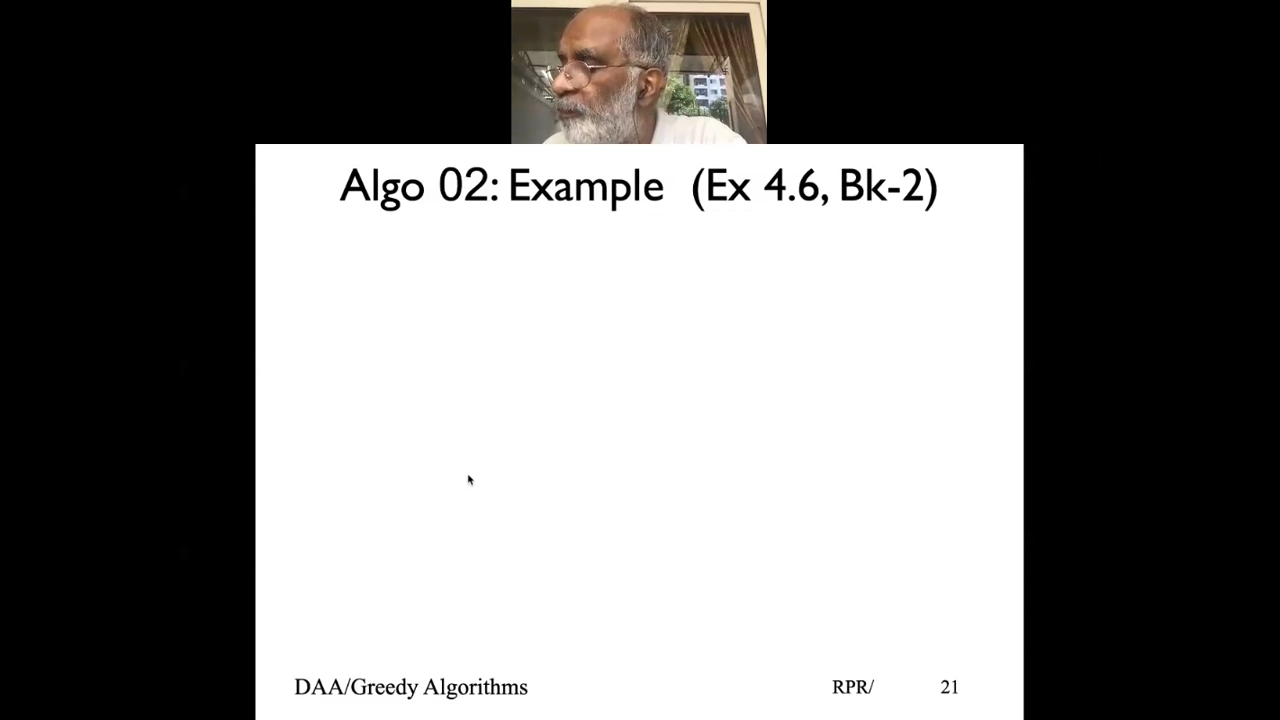 Algo 02: Example (Ex 4.6, Bk-2)
DAA/Greedy Algorithms RPR/ 21